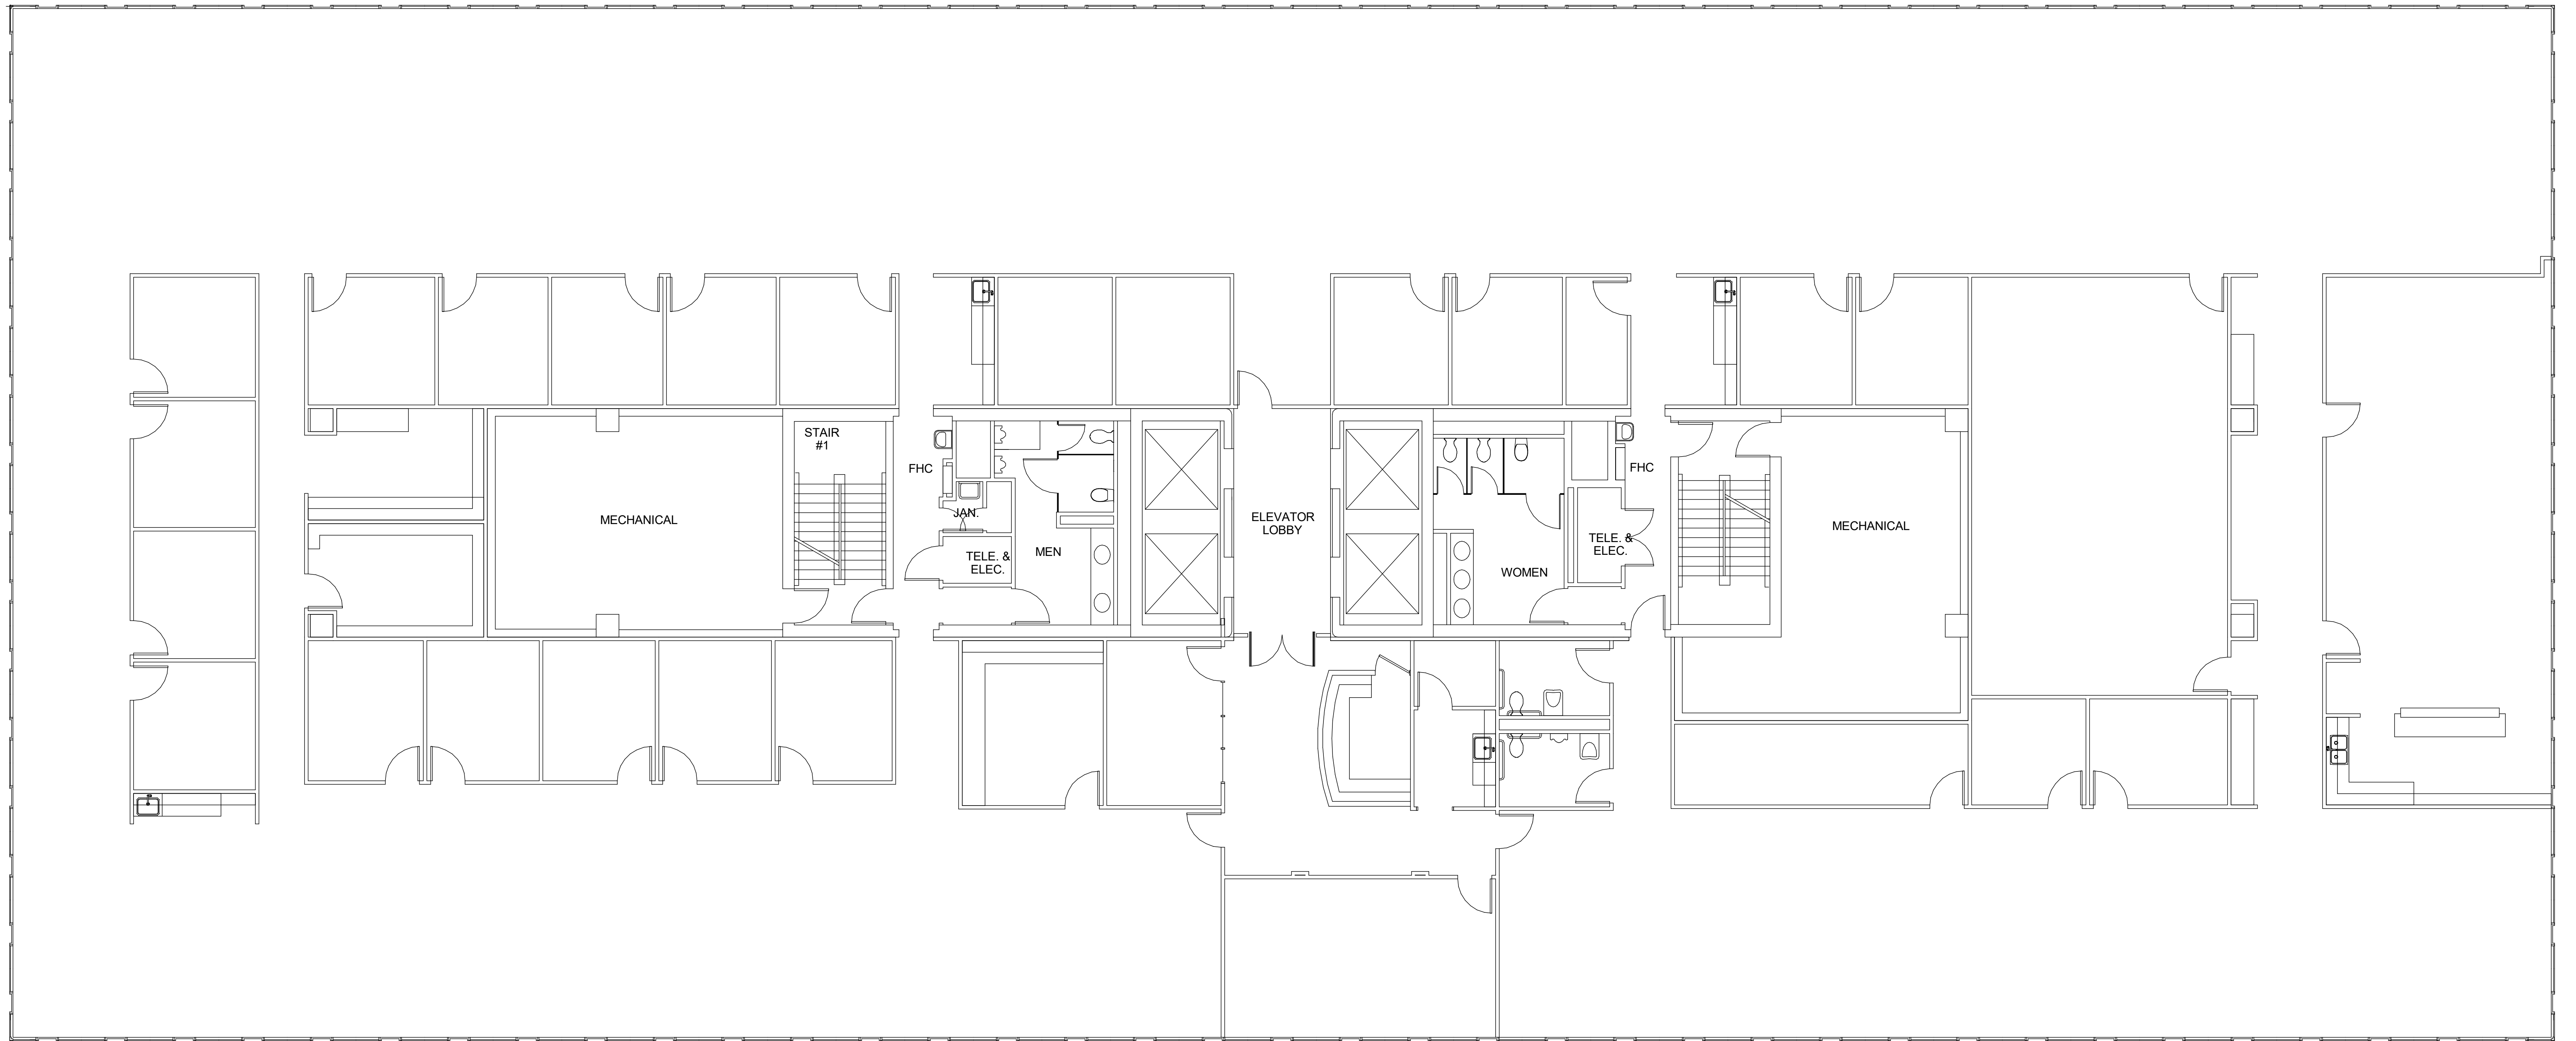 STAIR
#1
FHC
MECHANICAL
JAN.
TELE. &
ELEC.
MEN
ELEVATOR
LOBBY
WOMEN
TELE. &
ELEC.
FHC
MECHANICAL